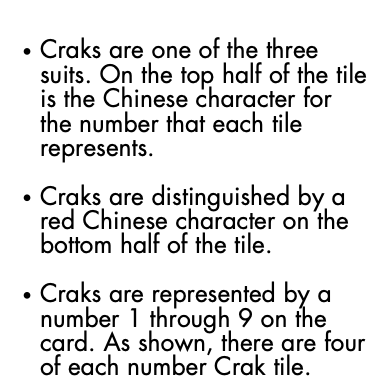 • Craks are one of the three
suits. On the top half of the tile
is the Chinese character for
the number that each tile
represents.
• Craks are distinguished by a
red Chinese character on the
bottom half of the tile.
• Craks are represented by a
number 1 through 9 on the
card. As shown, there are four
of each number Crak tile.